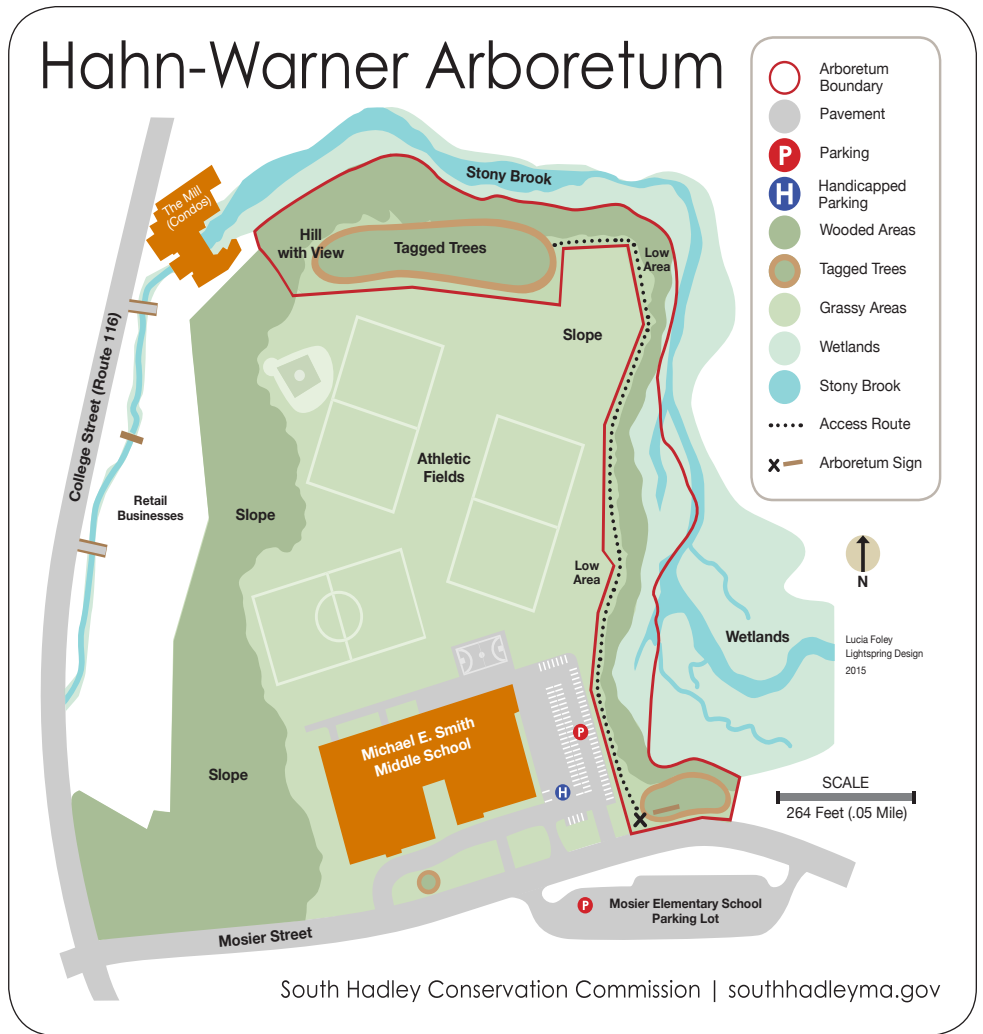 Hahn-Warner Arboretum
Arboretum
Boundary
Pavement
P
Parking
H
Handicapped
Parking
Wooded Areas
Tagged Trees
Grassy Areas
Wetlands
Stony Brook
Access Route
Arboretum Sign
Stony Brook
The Mill
(Condos)
Hill
with View
Tagged Trees
Low
Area
Slope
College Street (Route 116)
Athletic
Fields
Retail
Businesses
Slope
Low
Area
N
Wetlands
Lucia Foley
Lightspring Design
2015
Michael E. Smith
Middle School
P
H
Slope
SCALE
264 Feet (.05 Mile)
P
Mosier Elementary School
Parking Lot
Mosier Street
South Hadley Conservation Commission | southhadleyma.gov